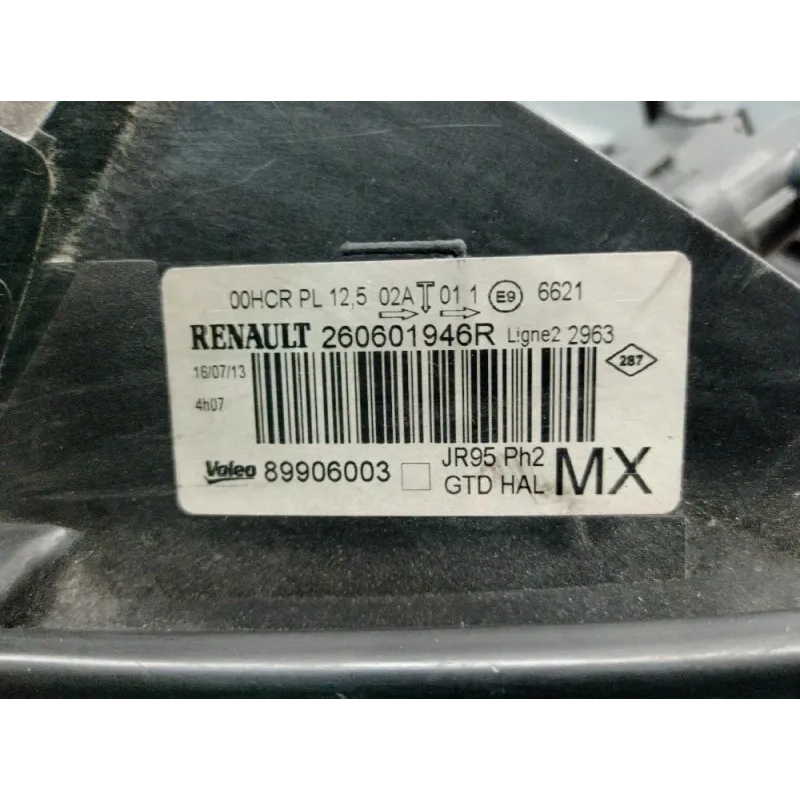 00HCR PL 12,5 02A 01 1 E9 6621
RENAULT 260601946R Ligne2 2963
16/07/13
287
4h07
Valeo 89906003 JR95 Ph2
GTD HAL MX